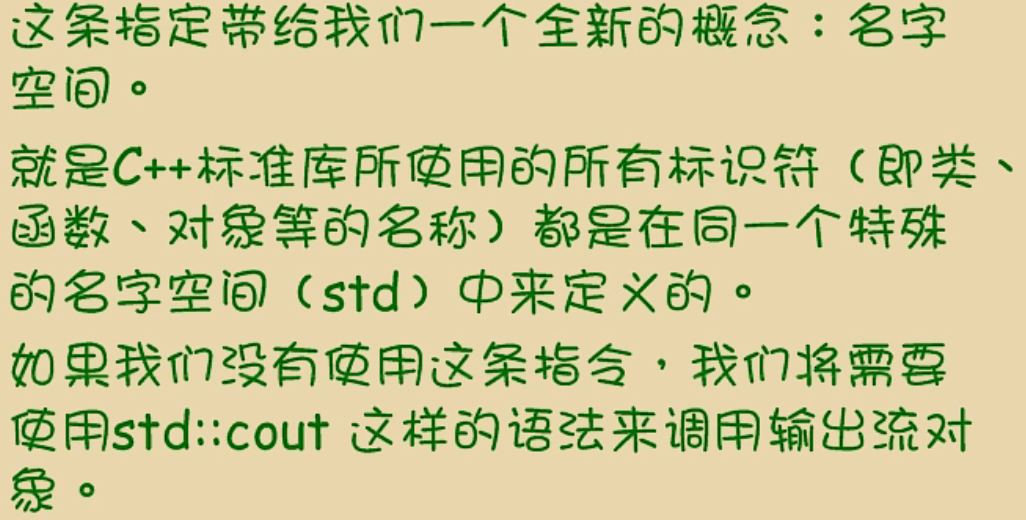 这条指定带给我们一个全新的概念：名字
空间。
就是C++标准库所使用的所有标识符（即类、
函数、对象等的名称）都是在同一个特殊
的名字空间（std）中来定义的。
如果我们没有使用这条指令，我们将需要
使用std::cout 这样的语法来调用输出流对
象。